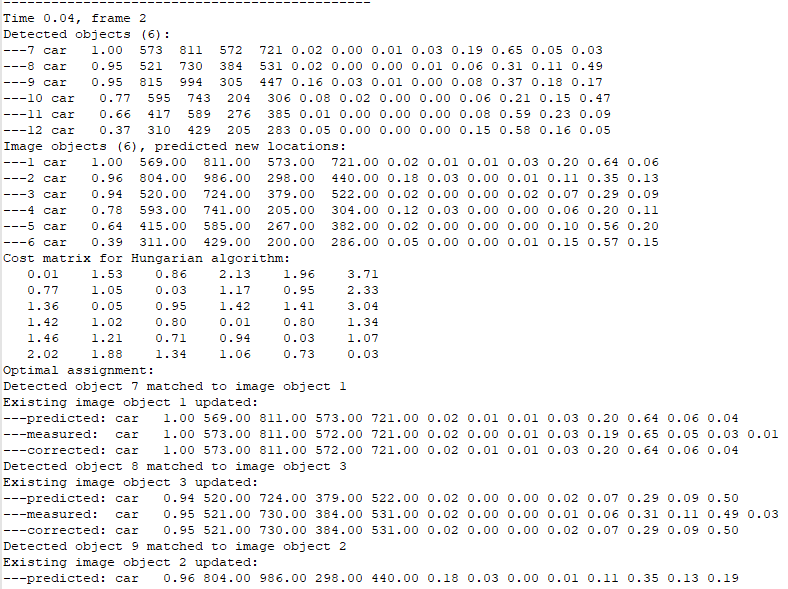 ----------------------------------------------
Time 0.04, frame 2
Detected objects (6):
---7 car 1.00 573 811 572 721 0.02 0.00 0.01 0.03 0.19 0.65 0.05 0.03
---8 car 0.95 521 730 384 531 0.02 0.00 0.00 0.01 0.06 0.31 0.11 0.49
---9 car 0.95 815 994 305 447 0.16 0.03 0.01 0.00 0.08 0.37 0.18 0.17
---10 car 0.77 595 743 204 306 0.08 0.02 0.00 0.00 0.06 0.21 0.15 0.47
---11 car 0.66 417 589 276 385 0.01 0.00 0.00 0.00 0.08 0.59 0.23 0.09
---12 car 0.37 310 429 205 283 0.05 0.00 0.00 0.00 0.15 0.58 0.16 0.05
Image objects (6), predicted new locations:
---1 car 1.00 569.00 811.00 573.00 721.00 0.02 0.01 0.01 0.03 0.20 0.64 0.06
---2 car 0.96 804.00 986.00 298.00 440.00 0.18 0.03 0.00 0.01 0.11 0.35 0.13
---3 car 0.94 520.00 724.00 379.00 522.00 0.02 0.00 0.00 0.02 0.07 0.29 0.09
---4 car 0.78 593.00 741.00 205.00 304.00 0.12 0.03 0.00 0.00 0.06 0.20 0.11
---5 car 0.64 415.00 585.00 267.00 382.00 0.02 0.00 0.00 0.00 0.10 0.56 0.20
---6 car 0.39 311.00 429.00 200.00 286.00 0.05 0.00 0.00 0.01 0.15 0.57 0.15
Cost matrix for Hungarian algorithm:
0.01 1.53 0.86 2.13 1.96 3.71
0.77 1.05 0.03 1.17 0.95 2.33
1.36 0.05 0.95 1.42 1.41 3.04
1.42 1.02 0.80 0.01 0.80 1.34
1.46 1.21 0.71 0.94 0.03 1.07
2.02 1.88 1.34 1.06 0.73 0.03
Optimal assignment:
Detected object 7 matched to image object 1
Existing image object 1 updated:
---predicted: car 1.00 569.00 811.00 573.00 721.00 0.02 0.01 0.01 0.03 0.20 0.64 0.06 0.04
---measured: car 1.00 573.00 811.00 572.00 721.00 0.02 0.00 0.01 0.03 0.19 0.65 0.05 0.03 0.01
---corrected: car 1.00 573.00 811.00 572.00 721.00 0.02 0.01 0.01 0.03 0.20 0.64 0.06 0.04
Detected object 8 matched to image object 3
Existing image object 3 updated:
---predicted: car 0.94 520.00 724.00 379.00 522.00 0.02 0.00 0.00 0.02 0.07 0.29 0.09 0.50
---measured: car 0.95 521.00 730.00 384.00 531.00 0.02 0.00 0.00 0.01 0.06 0.31 0.11 0.49 0.03
---corrected: car 0.95 521.00 730.00 384.00 531.00 0.02 0.00 0.00 0.02 0.07 0.29 0.09 0.50
Detected object 9 matched to image object 2
Existing image object 2 updated:
---predicted: car 0.96 804.00 986.00 298.00 440.00 0.18 0.03 0.00 0.01 0.11 0.35 0.13 0.19